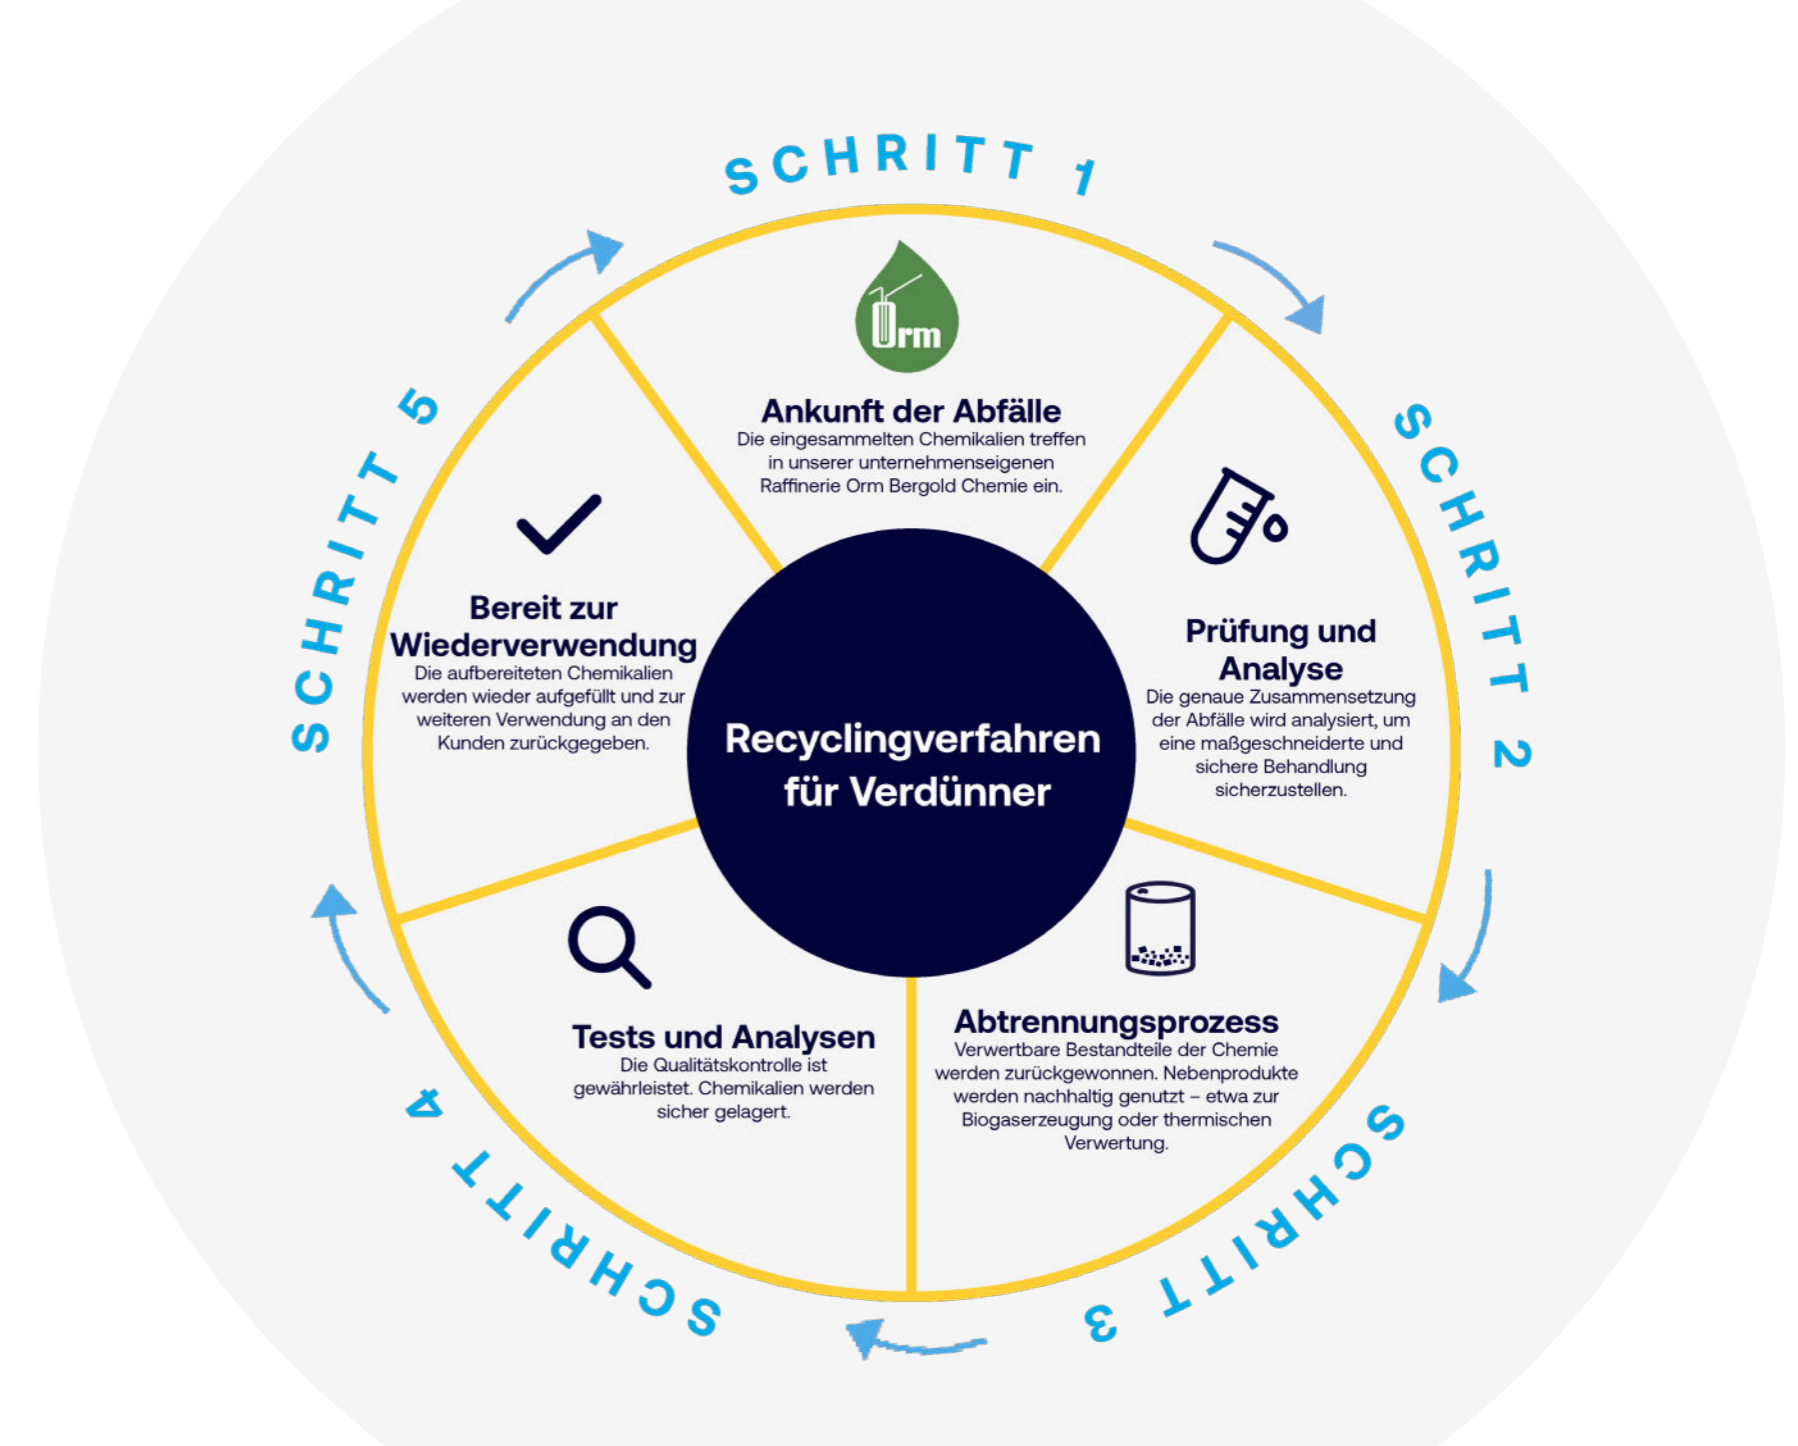 SCHRITT 1
Orm
Ankunft der Abfälle
Die eingesammelten Chemikalien treffen
in unserer unternehmenseigenen
Raffinerie Orm Bergold Chemie ein.
SCHRITT 2
Prüfung und
Analyse
Die genaue Zusammensetzung
der Abfälle wird analysiert, um
eine maßgeschneiderte und
sichere Behandlung
sicherzustellen.
SCHRITT 3
Abtrennungsprozess
Verwertbare Bestandteile der Chemie
werden zurückgewonnen. Nebenprodukte
werden nachhaltig genutzt – etwa zur
Biogaserzeugung oder thermischen
Verwertung.
SCHRITT 4
Tests und Analysen
Die Qualitätskontrolle ist
gewährleistet. Chemikalien werden
sicher gelagert.
SCHRITT 5
Bereit zur
Wiederverwendung
Die aufbereiteten Chemikalien
werden wieder aufgefüllt und zur
weiteren Verwendung an den
Kunden zurückgegeben.
Recyclingverfahren
für Verdünner